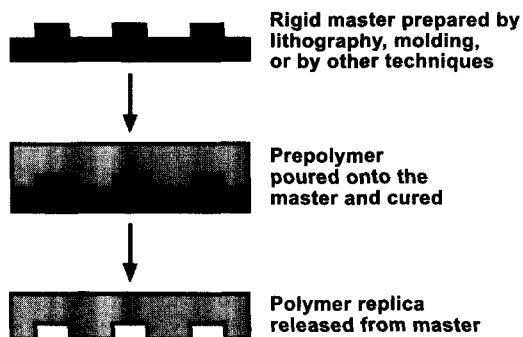 Rigid master prepared by
lithography, molding,
or by other techniques
Prepolymer
poured onto the
master and cured
Polymer replica
released from master